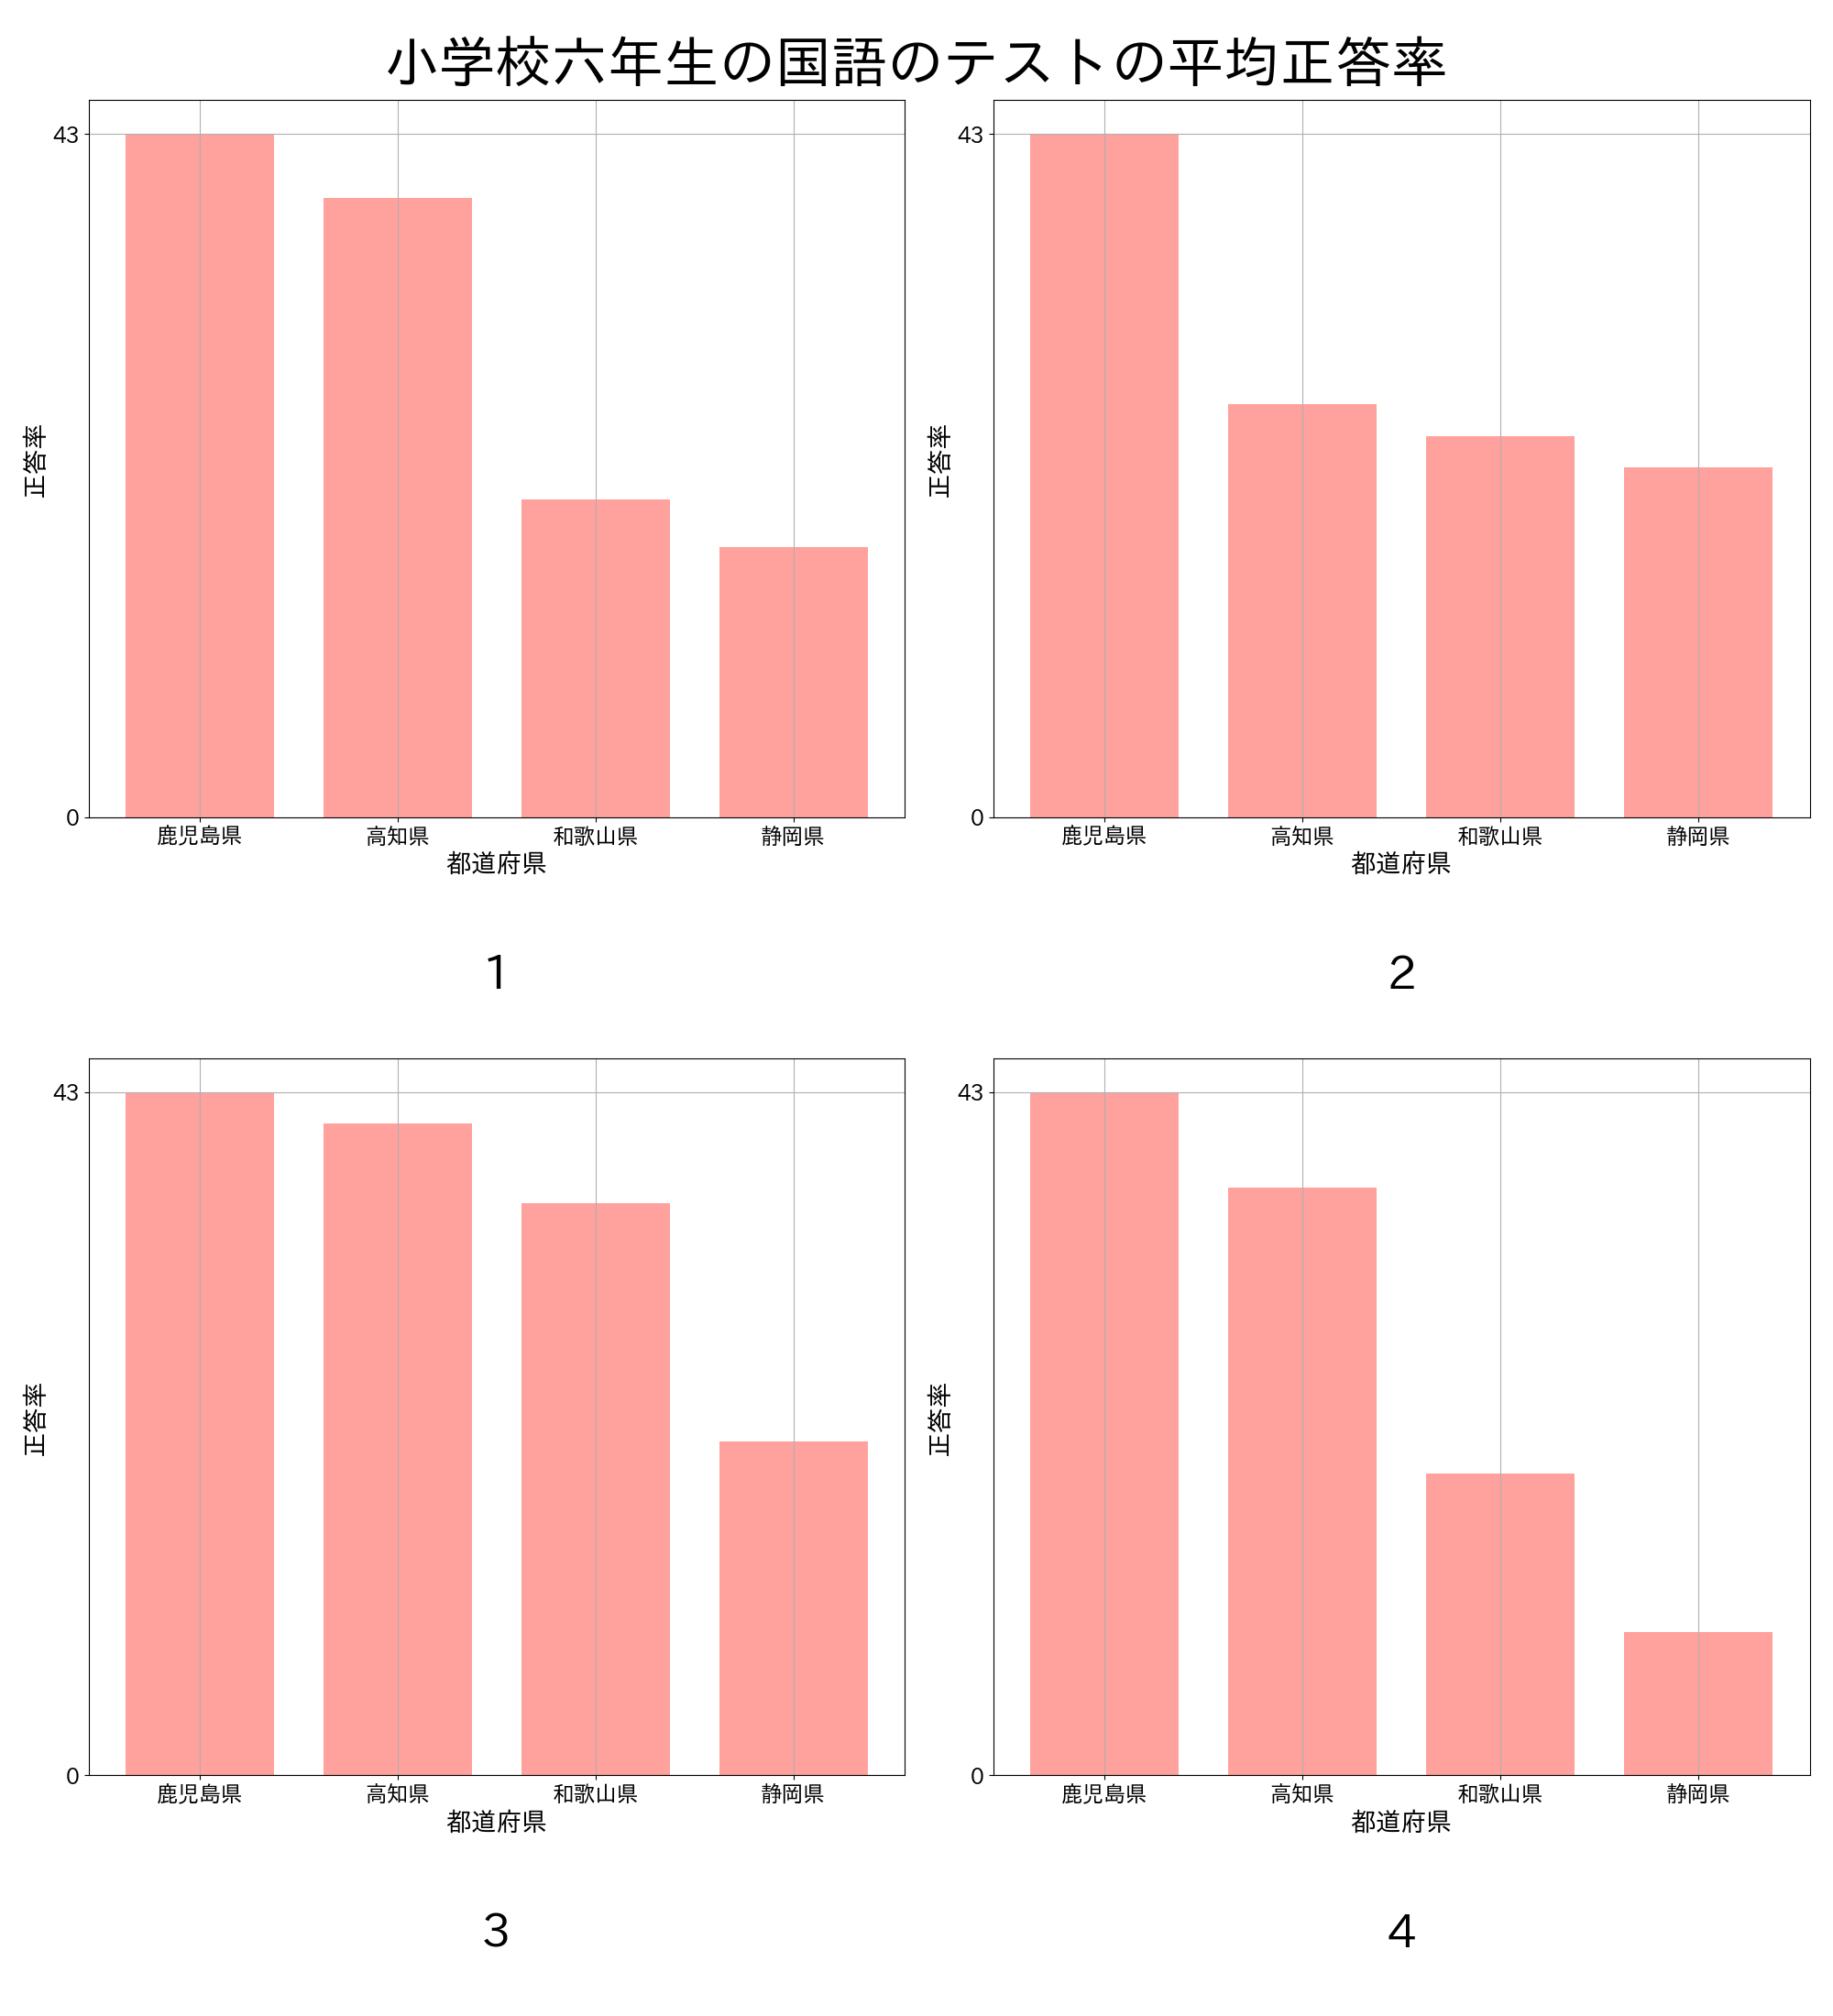 小学校六年生の国語のテストの平均正答率
43
0
正答率
鹿児島県 高知県 和歌山県 静岡県
都道府県
1
43
0
正答率
鹿児島県 高知県 和歌山県 静岡県
都道府県
2
43
0
正答率
鹿児島県 高知県 和歌山県 静岡県
都道府県
3
43
0
正答率
鹿児島県 高知県 和歌山県 静岡県
都道府県
4